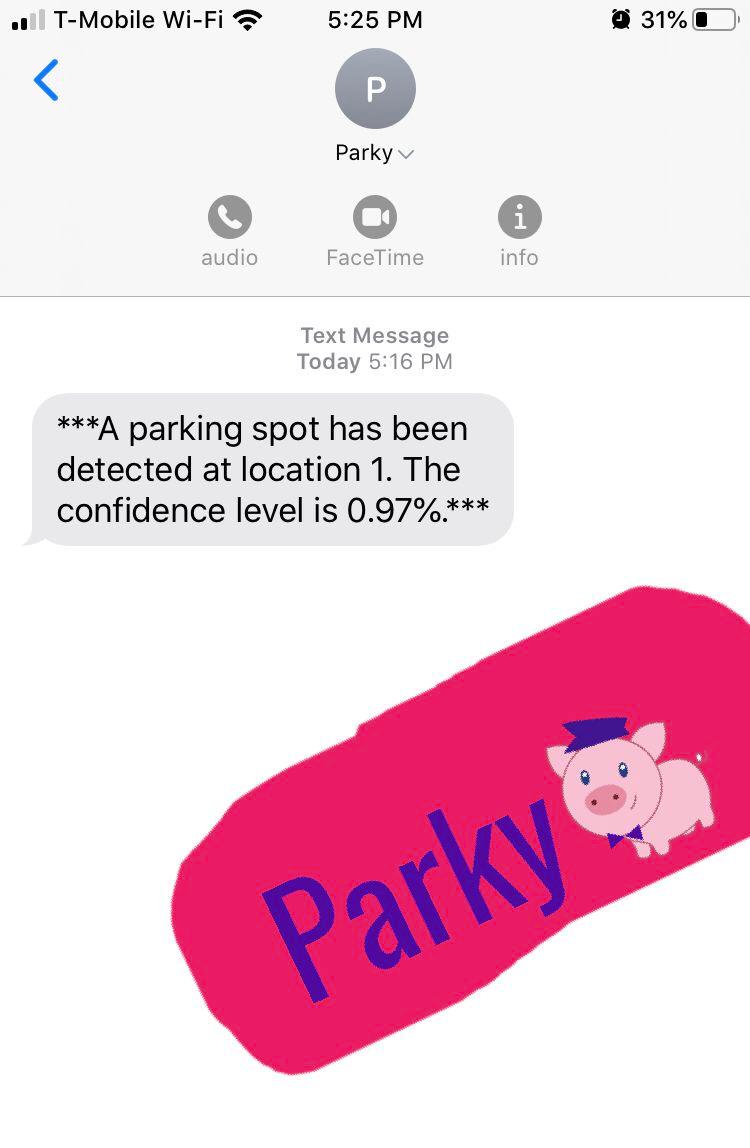 T-Mobile Wi-Fi 5:25 PM 31%
P
Parky
audio FaceTime info
Text Message
Today 5:16 PM
***A parking spot has been
detected at location 1. The
confidence level is 0.97%.***
Parky